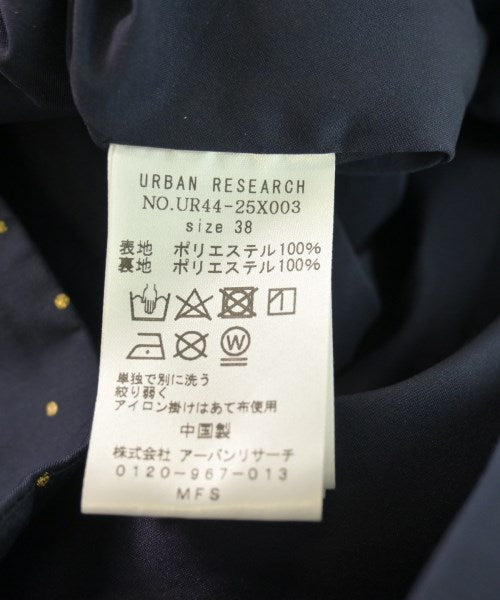 URBAN RESEARCH
NO.UR44-25X003
size 38
表地 ポリエステル100%
裏地 ポリエステル100%
W
単独で別に洗う
絞り弱く
アイロン掛けはあて布使用
中国製
株式会社 アーバンリサーチ
0120-967-013
MFS